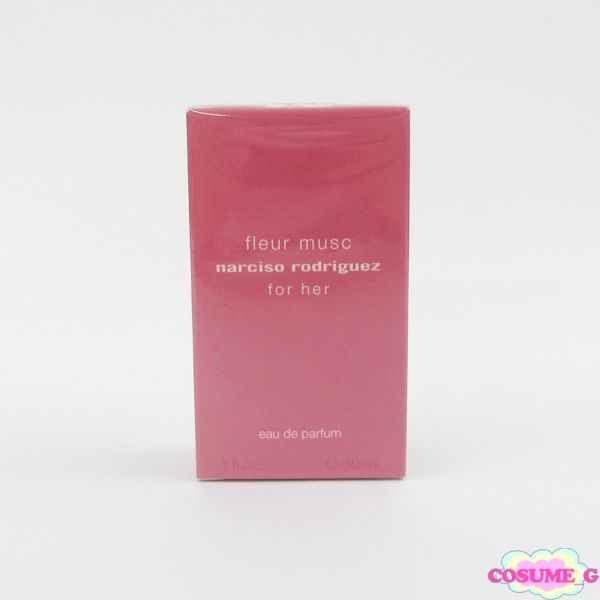 fleur musc
narciso rodriguez
for her
eau de parfum
1 fl.oz. ℮ 30 ml
COSUME_G